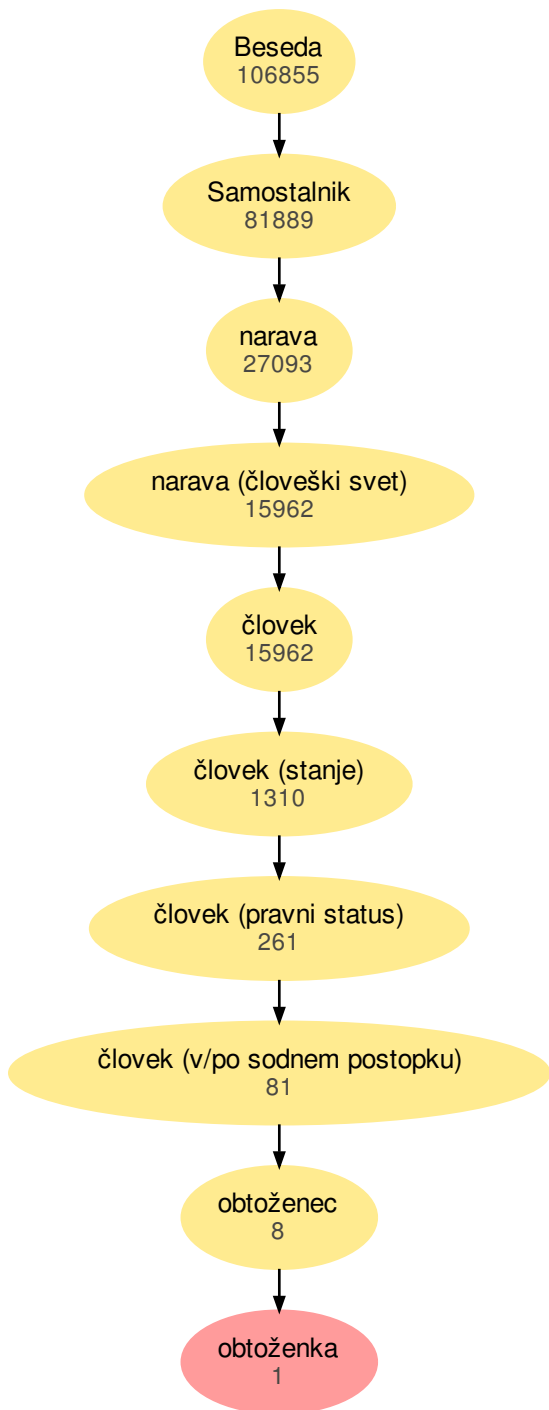 Beseda
106855
Samostalnik
81889
narava
27093
narava (človeški svet)
15962
človek
15962
človek (stanje)
1310
človek (pravni status)
261
človek (v/po sodnem postopku)
81
obtoženec
8
obtoženka
1